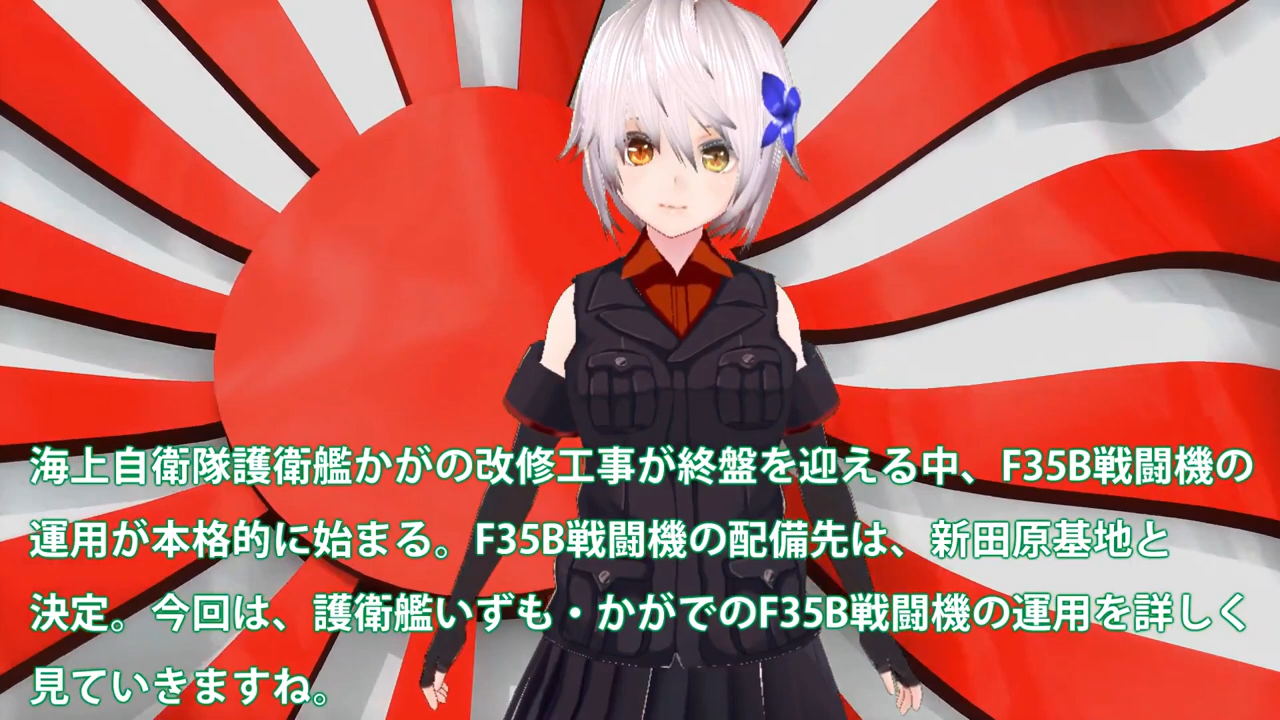 海上自衛隊護衛艦かがの改修工事が終盤を迎える中、F35B戦闘機の
運用が本格的に始まる。F35B戦闘機の配備先は、新田原基地と
決定。今回は、護衛艦いずも・かがでのF35B戦闘機の運用を詳しく
見ていきますね。